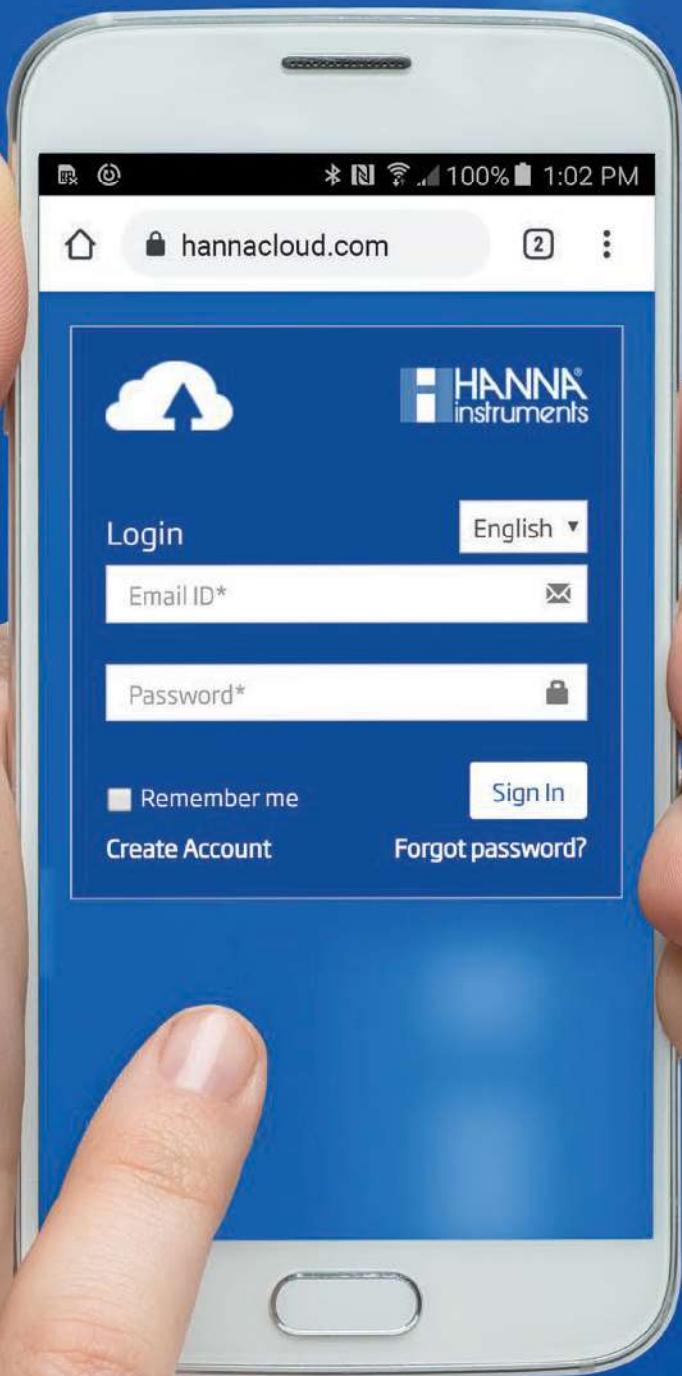 100% 1:02 PM
hannacloud.com 2
HANNA®
instruments
Login English
Email ID*
Password*
Remember me Sign In
Create Account Forgot password?